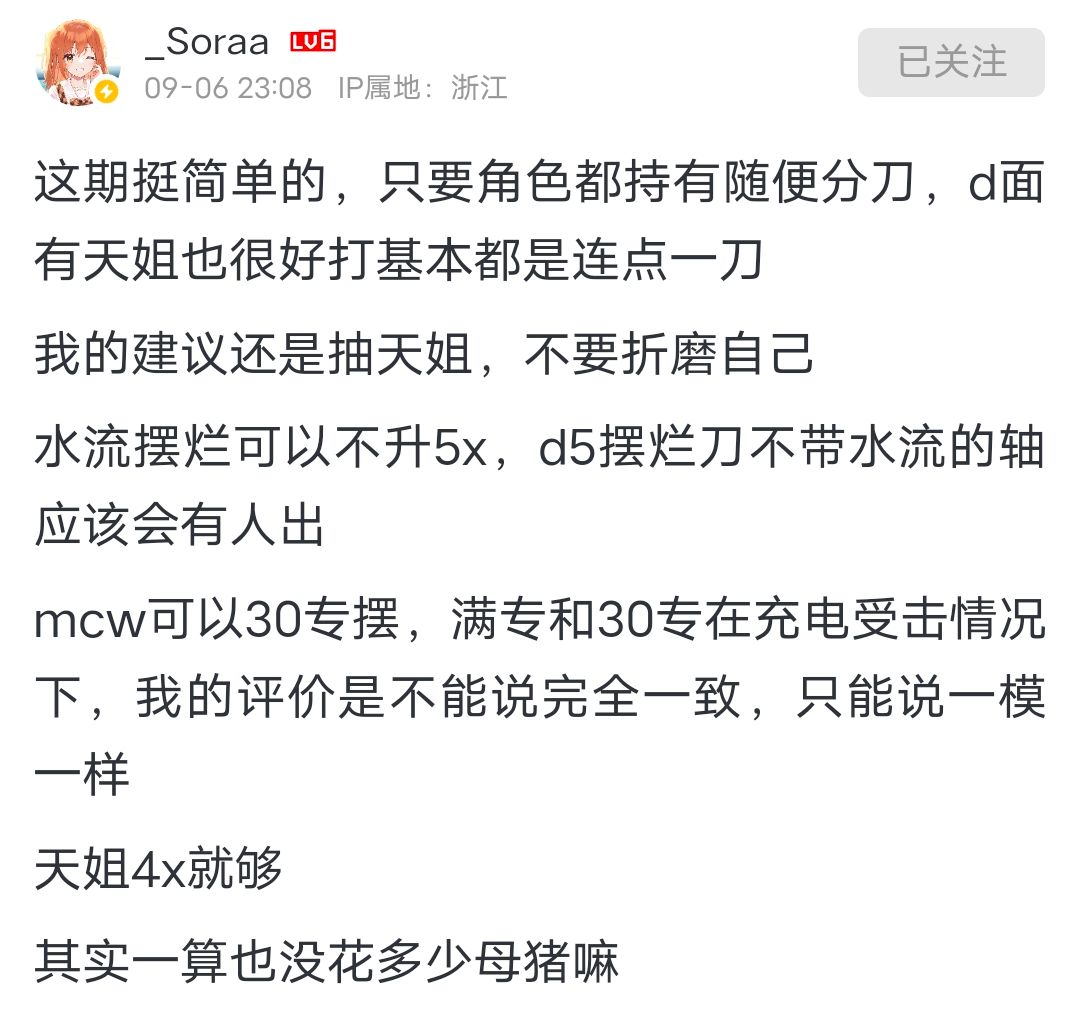 _Soraa LV6
已关注
09-06 23:08 IP属地：浙江
这期挺简单的，只要角色都持有随便分刀，d面
有天姐也很好打基本都是连点一刀
我的建议还是抽天姐，不要折磨自己
水流摆烂可以不升5x，d5摆烂刀不带水流的轴
应该会有人出
mcw可以30专摆，满专和30专在充电受击情况
下，我的评价是不能说完全一致，只能说一模
一样
天姐4x就够
其实一算也没花多少母猪嘛